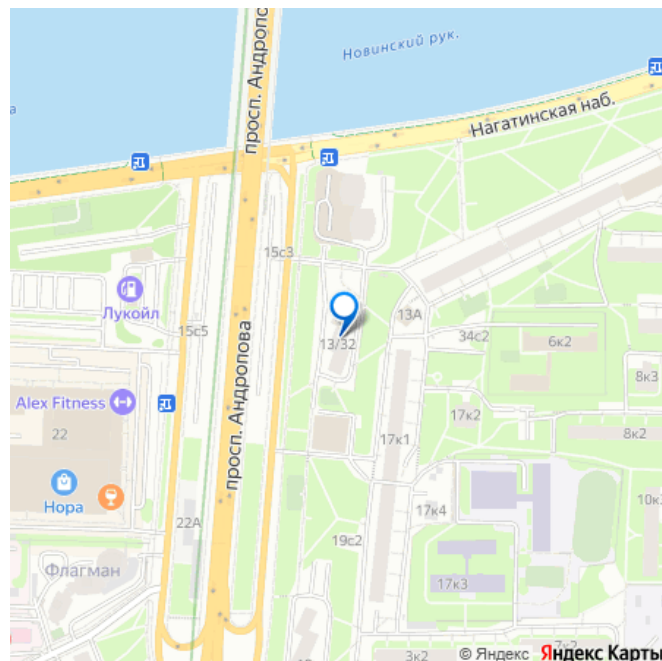 Новинский рук.
просп. Андропова
а
Нагатинская наб.
15с3
Лукойл
15с5
13А
13/32
34с2
6к2
8к3
просп. Андропова
Alex Fitness
22
17к2
8к2
17к1
Нора
22А
17к4
10к
19с2
Флагман
17к3
3к2
7к2
© Яндекс Яндекс Карты